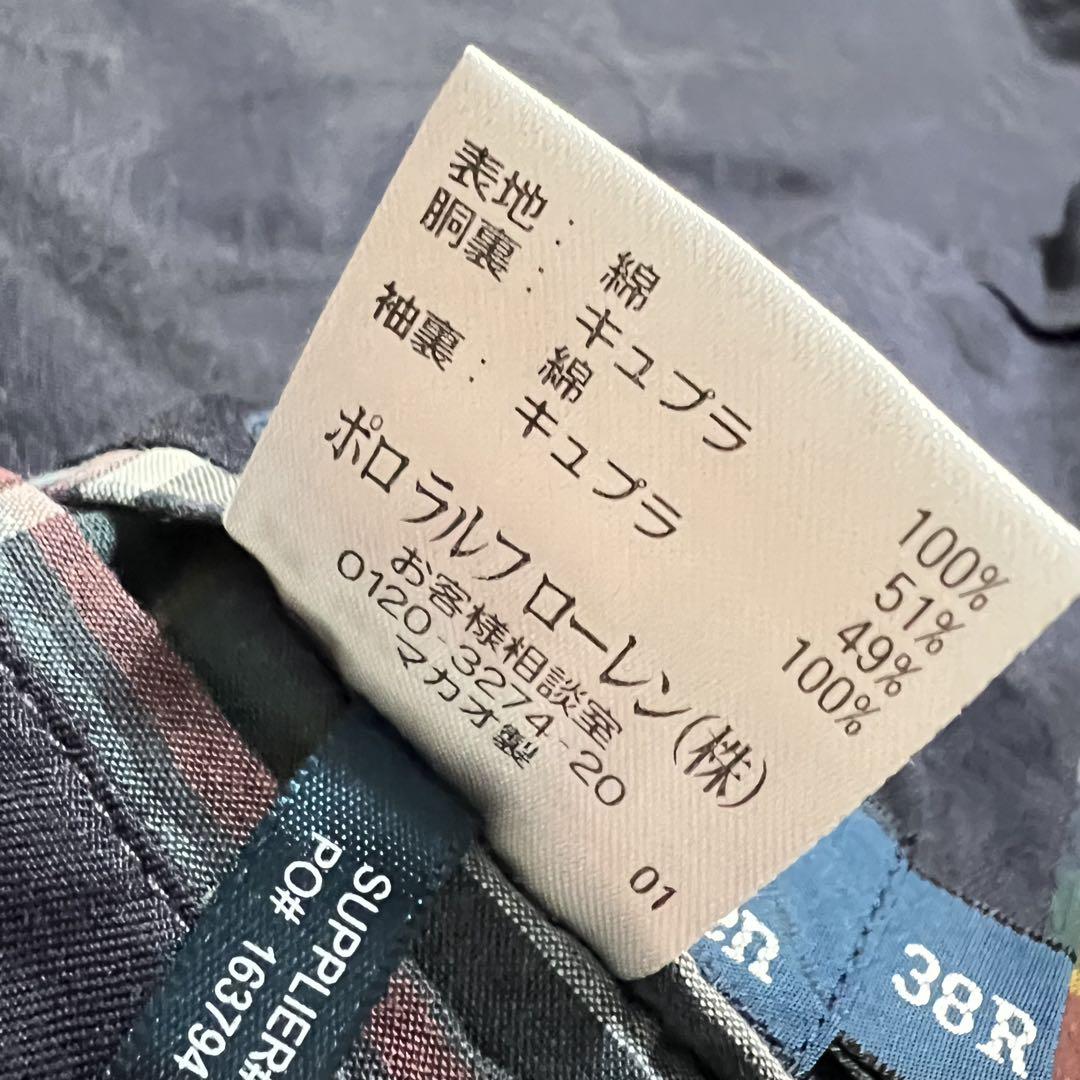 表地: 綿 100%
胴裏: キュプラ 51%
綿 49%
袖裏: キュプラ 100%
ポロ ラルフ ローレン(株)
お客様相談室
0120-3274-20
マカオ製
01
SUPPLIER#
PO# 163794
38R